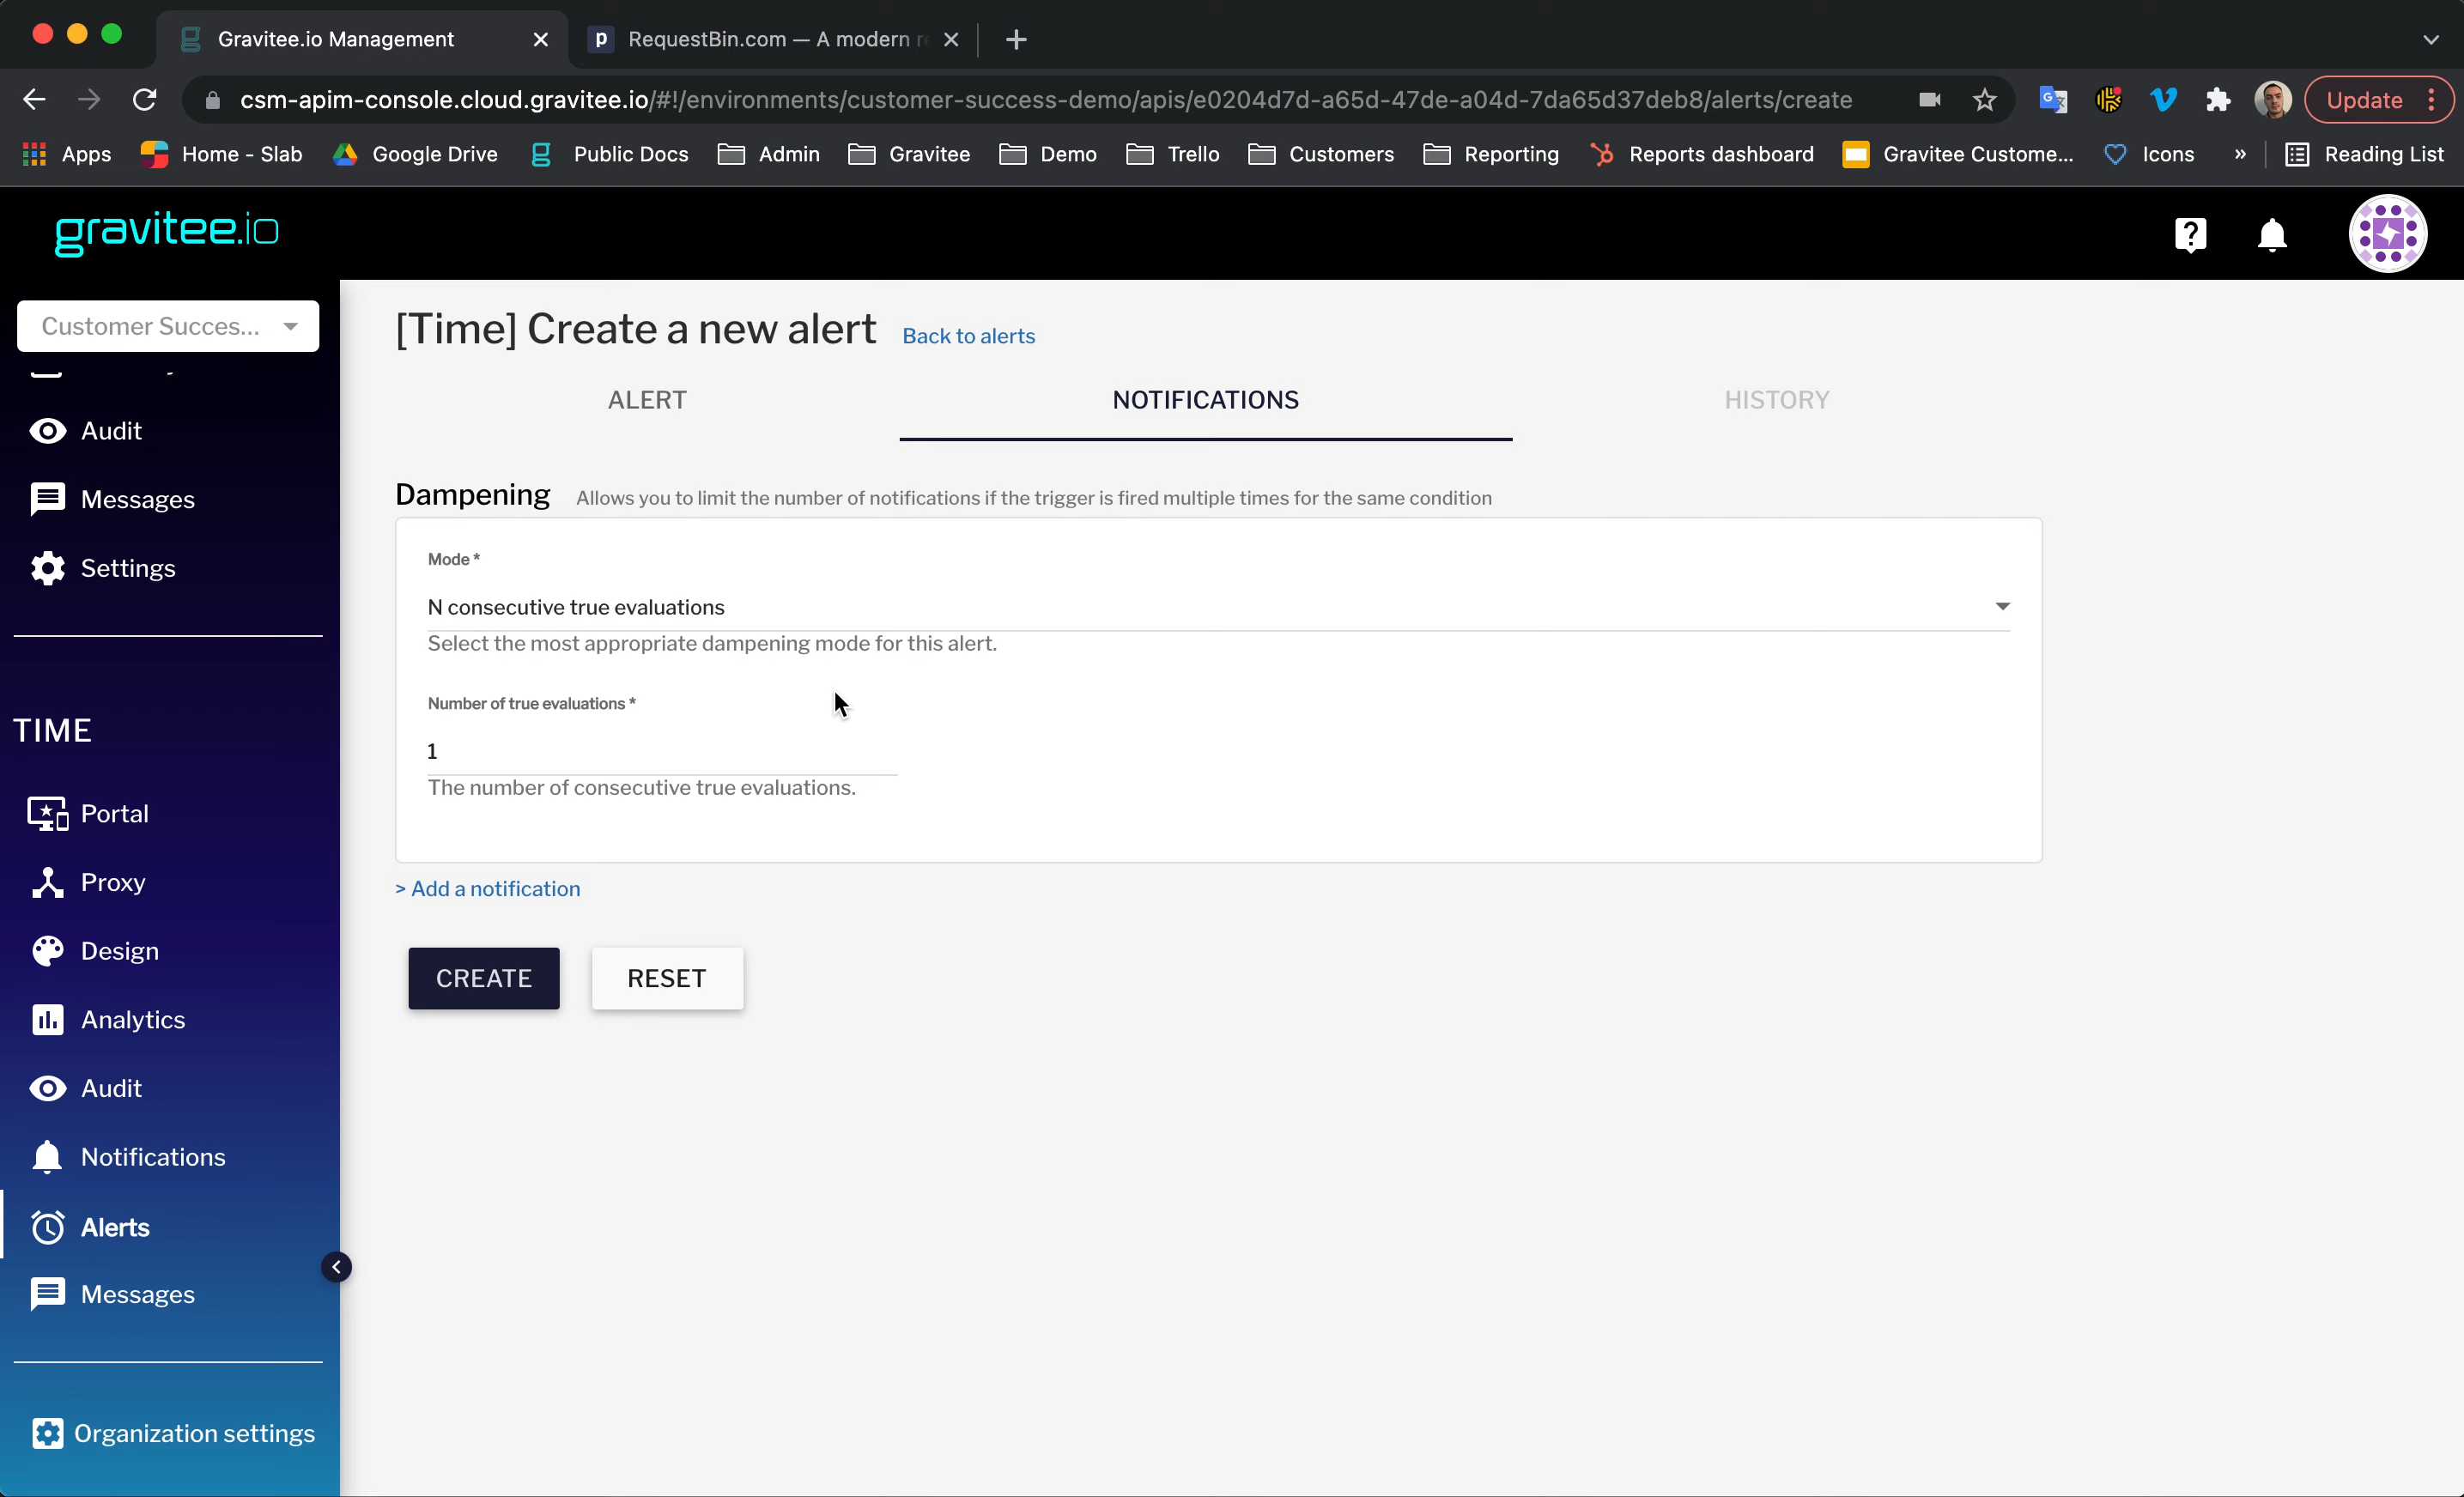 Gravitee.io Management
p RequestBin.com — A modern
csm-apim-console.cloud.gravitee.io/#!/environments/customer-success-demo/apis/e0204d7d-a65d-47de-a04d-7da65d37deb8/alerts/create
Update
Apps Home - Slab Google Drive Public Docs Admin Gravitee Demo Trello Customers Reporting Reports dashboard Gravitee Custome... Icons » Reading List
gravitee.io
Customer Succes...
Audit
Messages
Settings
TIME
Portal
Proxy
Design
Analytics
Audit
Notifications
Alerts
Messages
Organization settings
[Time] Create a new alert Back to alerts
ALERT NOTIFICATIONS HISTORY
Dampening Allows you to limit the number of notifications if the trigger is fired multiple times for the same condition
Mode *
N consecutive true evaluations
Select the most appropriate dampening mode for this alert.
Number of true evaluations *
1
The number of consecutive true evaluations.
> Add a notification
CREATE RESET